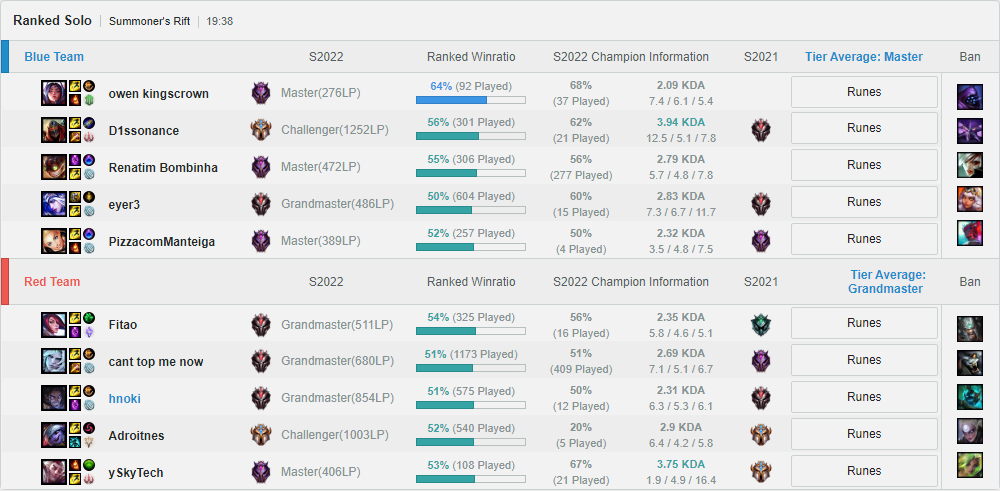 Ranked Solo Summoner's Rift 19:38
Blue Team S2022 Ranked Winratio S2022 Champion Information S2021 Tier Average: Master Ban
owen kingscrown Master(276LP) 64% (92 Played) 68% (37 Played) 2.09 KDA 7.4 / 6.1 / 5.4 Runes
D1ssonance Challenger(1252LP) 56% (301 Played) 62% (21 Played) 3.94 KDA 12.5 / 5.1 / 7.8 Runes
Renatim Bombinha Master(472LP) 55% (306 Played) 56% (277 Played) 2.79 KDA 5.7 / 4.8 / 7.8 Runes
eyer3 Grandmaster(486LP) 50% (604 Played) 60% (15 Played) 2.83 KDA 7.3 / 6.7 / 11.7 Runes
PizzacomManteiga Master(389LP) 52% (257 Played) 50% (4 Played) 2.32 KDA 3.5 / 4.8 / 7.5 Runes
Red Team S2022 Ranked Winratio S2022 Champion Information S2021 Tier Average: Grandmaster Ban
Fitao Grandmaster(511LP) 54% (325 Played) 56% (16 Played) 2.35 KDA 5.8 / 4.6 / 5.1 Runes
cant top me now Grandmaster(680LP) 51% (1173 Played) 51% (409 Played) 2.69 KDA 7.1 / 5.1 / 6.7 Runes
hnoki Grandmaster(854LP) 51% (575 Played) 50% (12 Played) 2.31 KDA 6.3 / 5.3 / 6.1 Runes
Adroitnes Challenger(1003LP) 52% (540 Played) 20% (5 Played) 2.9 KDA 6.4 / 4.2 / 5.8 Runes
ySkyTech Master(406LP) 53% (108 Played) 67% (21 Played) 3.75 KDA 1.9 / 4.9 / 16.4 Runes